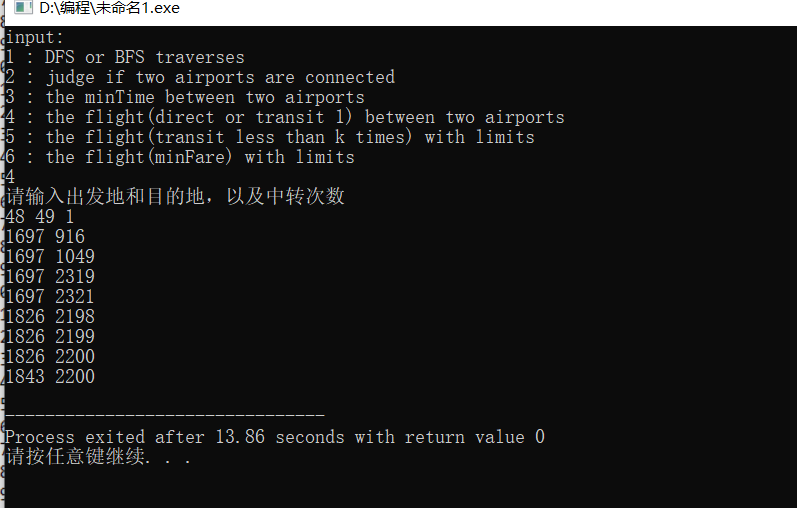 D:\编程\未命名1.exe
input:
1 : DFS or BFS traverses
2 : judge if two airports are connected
3 : the minTime between two airports
4 : the flight(direct or transit 1) between two airports
5 : the flight(transit less than k times) with limits
6 : the flight(minFare) with limits
4
请输入出发地和目的地，以及中转次数
48 49 1
1697 916
1697 1049
1697 2319
1697 2321
1826 2198
1826 2199
1826 2200
1843 2200
--------------------------------
Process exited after 13.86 seconds with return value 0
请按任意键继续. . .